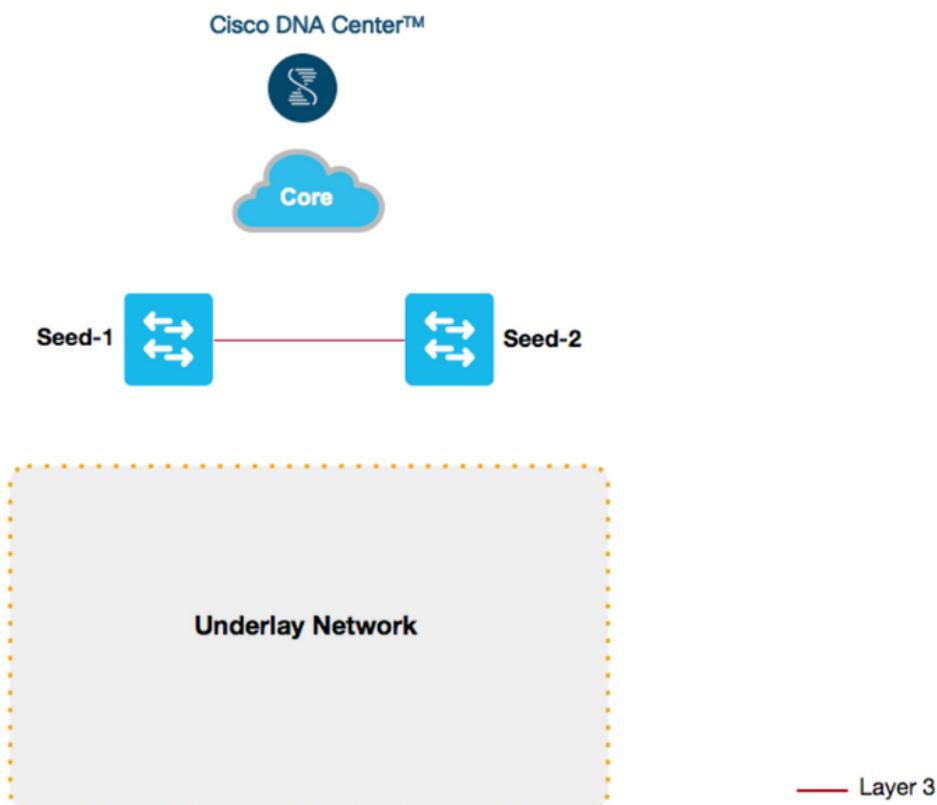 Cisco DNA Center™
Core
Seed-1
Seed-2
Underlay Network
Layer 3